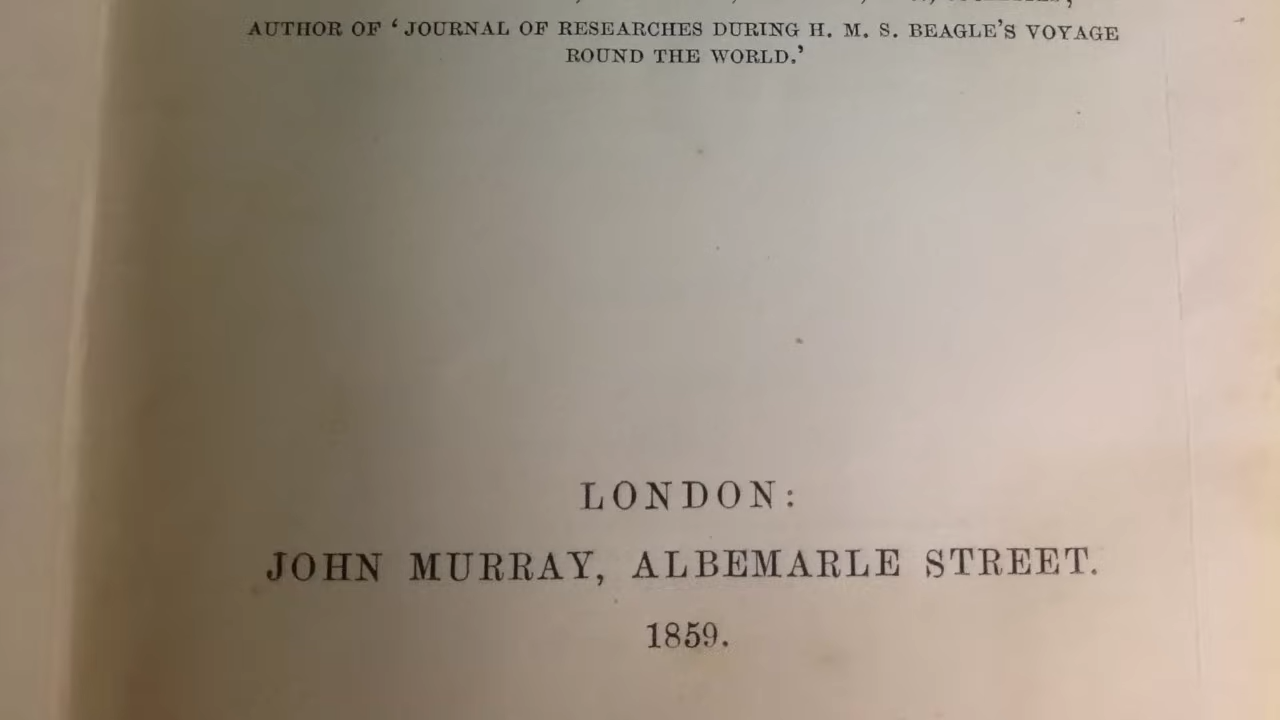 AUTHOR OF ‘ JOURNAL OF RESEARCHES DURING H. M. S. BEAGLE’S VOYAGE
ROUND THE WORLD.’
LONDON:
JOHN MURRAY, ALBEMARLE STREET.
1859.